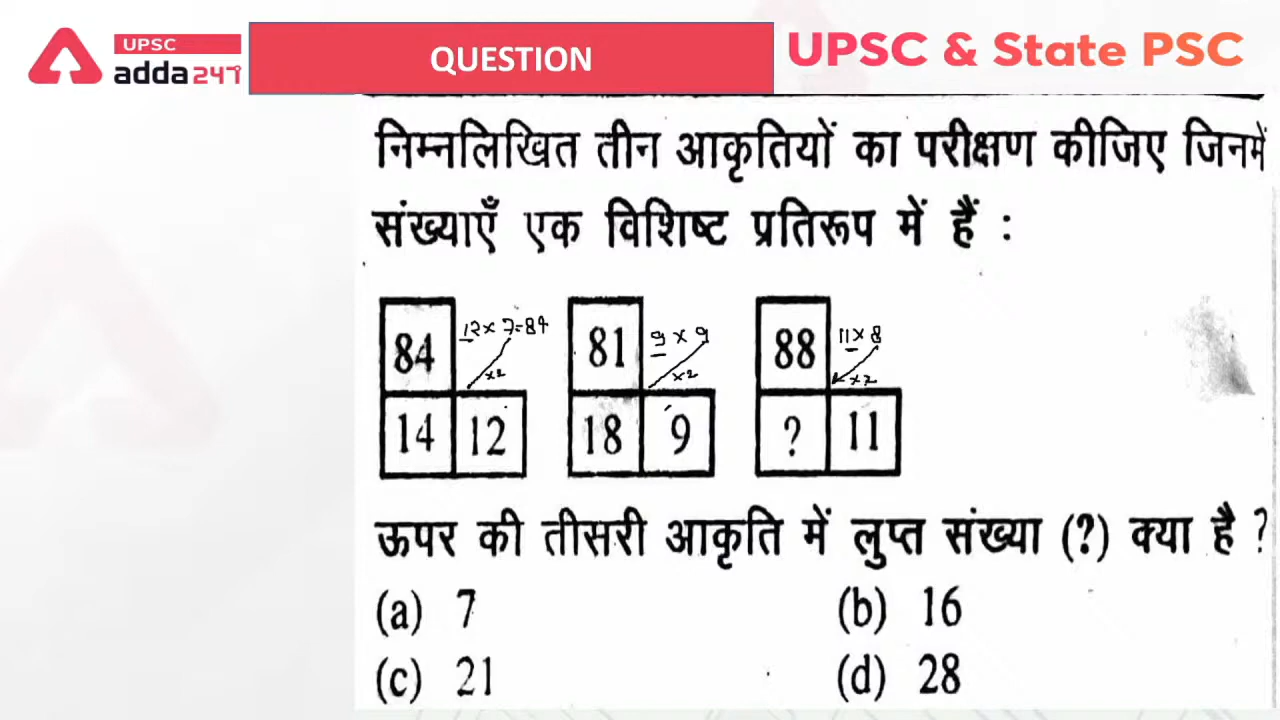 UPSC
adda247
QUESTION
UPSC & State PSC
निम्नलिखित तीन आकृतियों का परीक्षण कीजिए जिनमें
संख्याएँ एक विशिष्ट प्रतिरूप में हैं :
84 12×7=84 81 9×9 88 11×8
×2 ×2 ×2
14 12 18 9 ? 11
ऊपर की तीसरी आकृति में लुप्त संख्या (?) क्या है ?
(a) 7 (b) 16
(c) 21 (d) 28